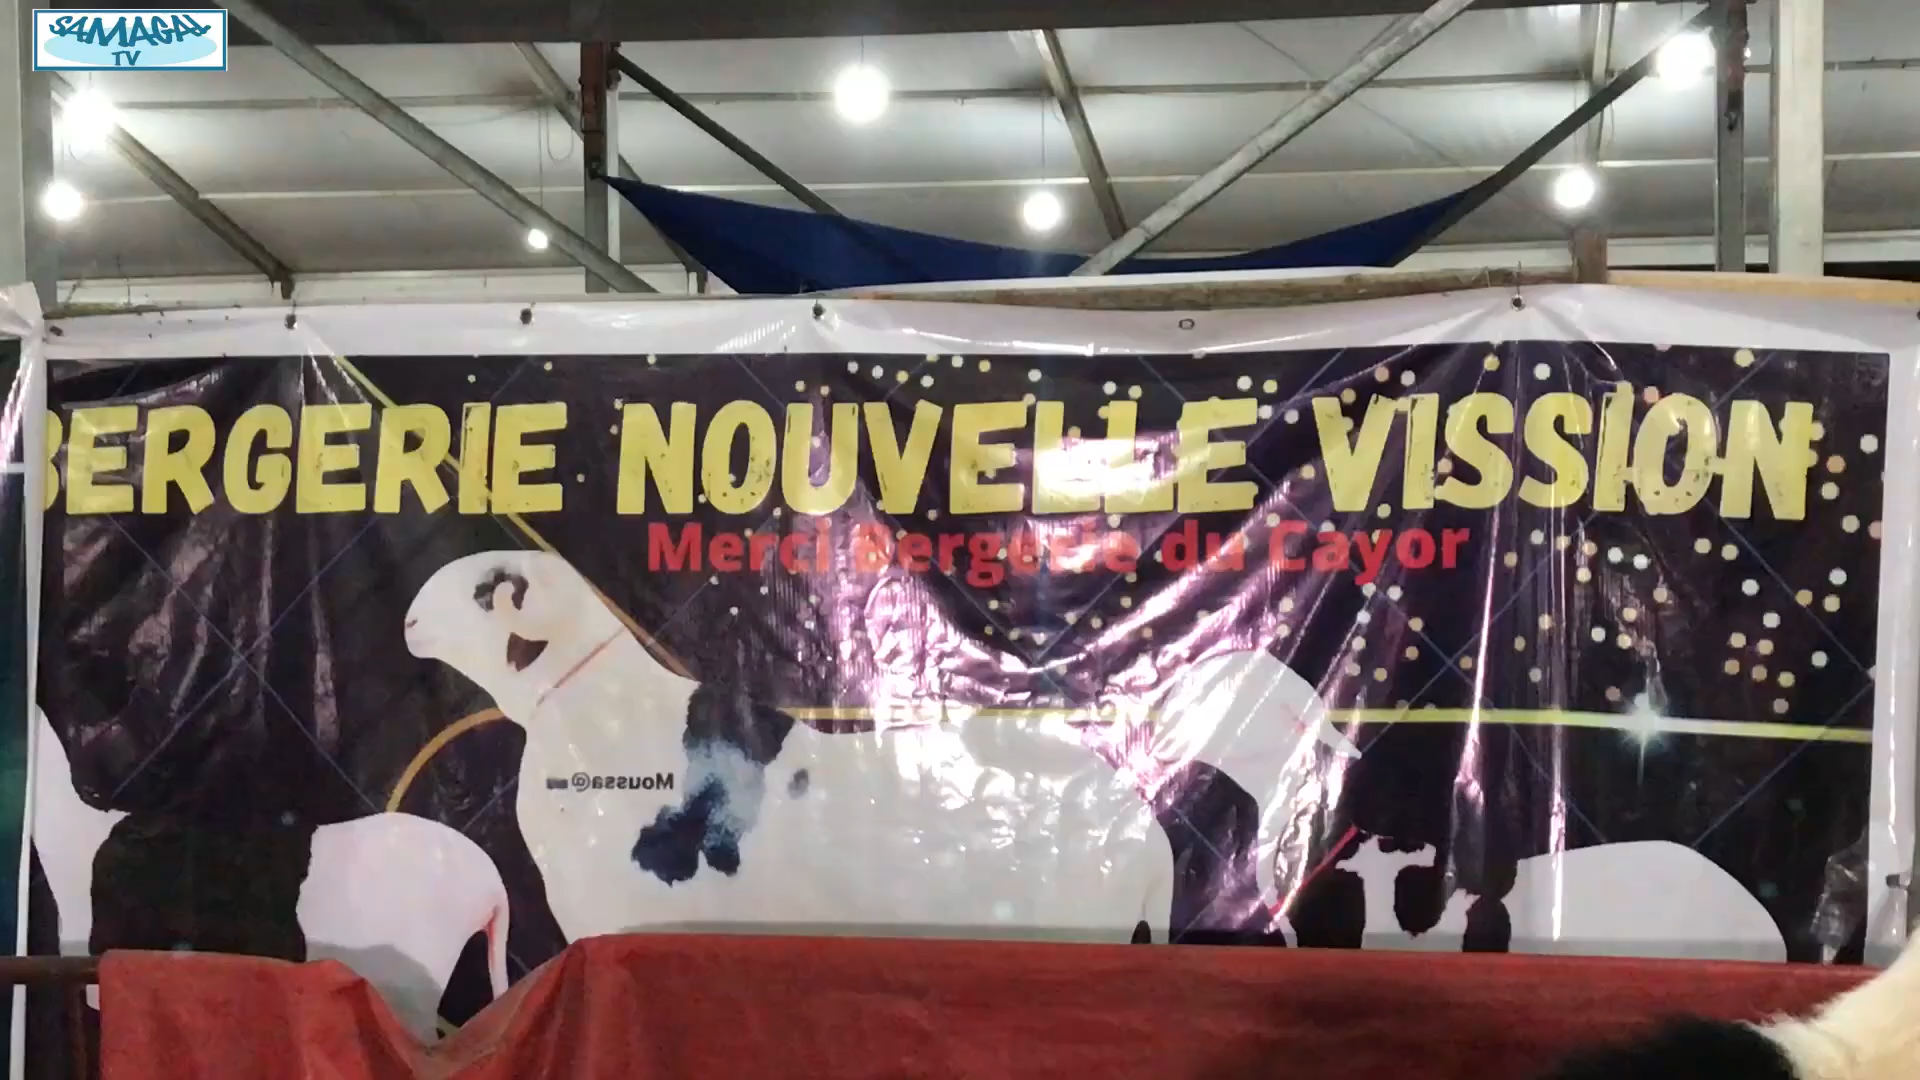 SAMAGAL
TV
BERGERIE NOUVELLE VISSION
Merci Bergerie du Cayor
Moussa@